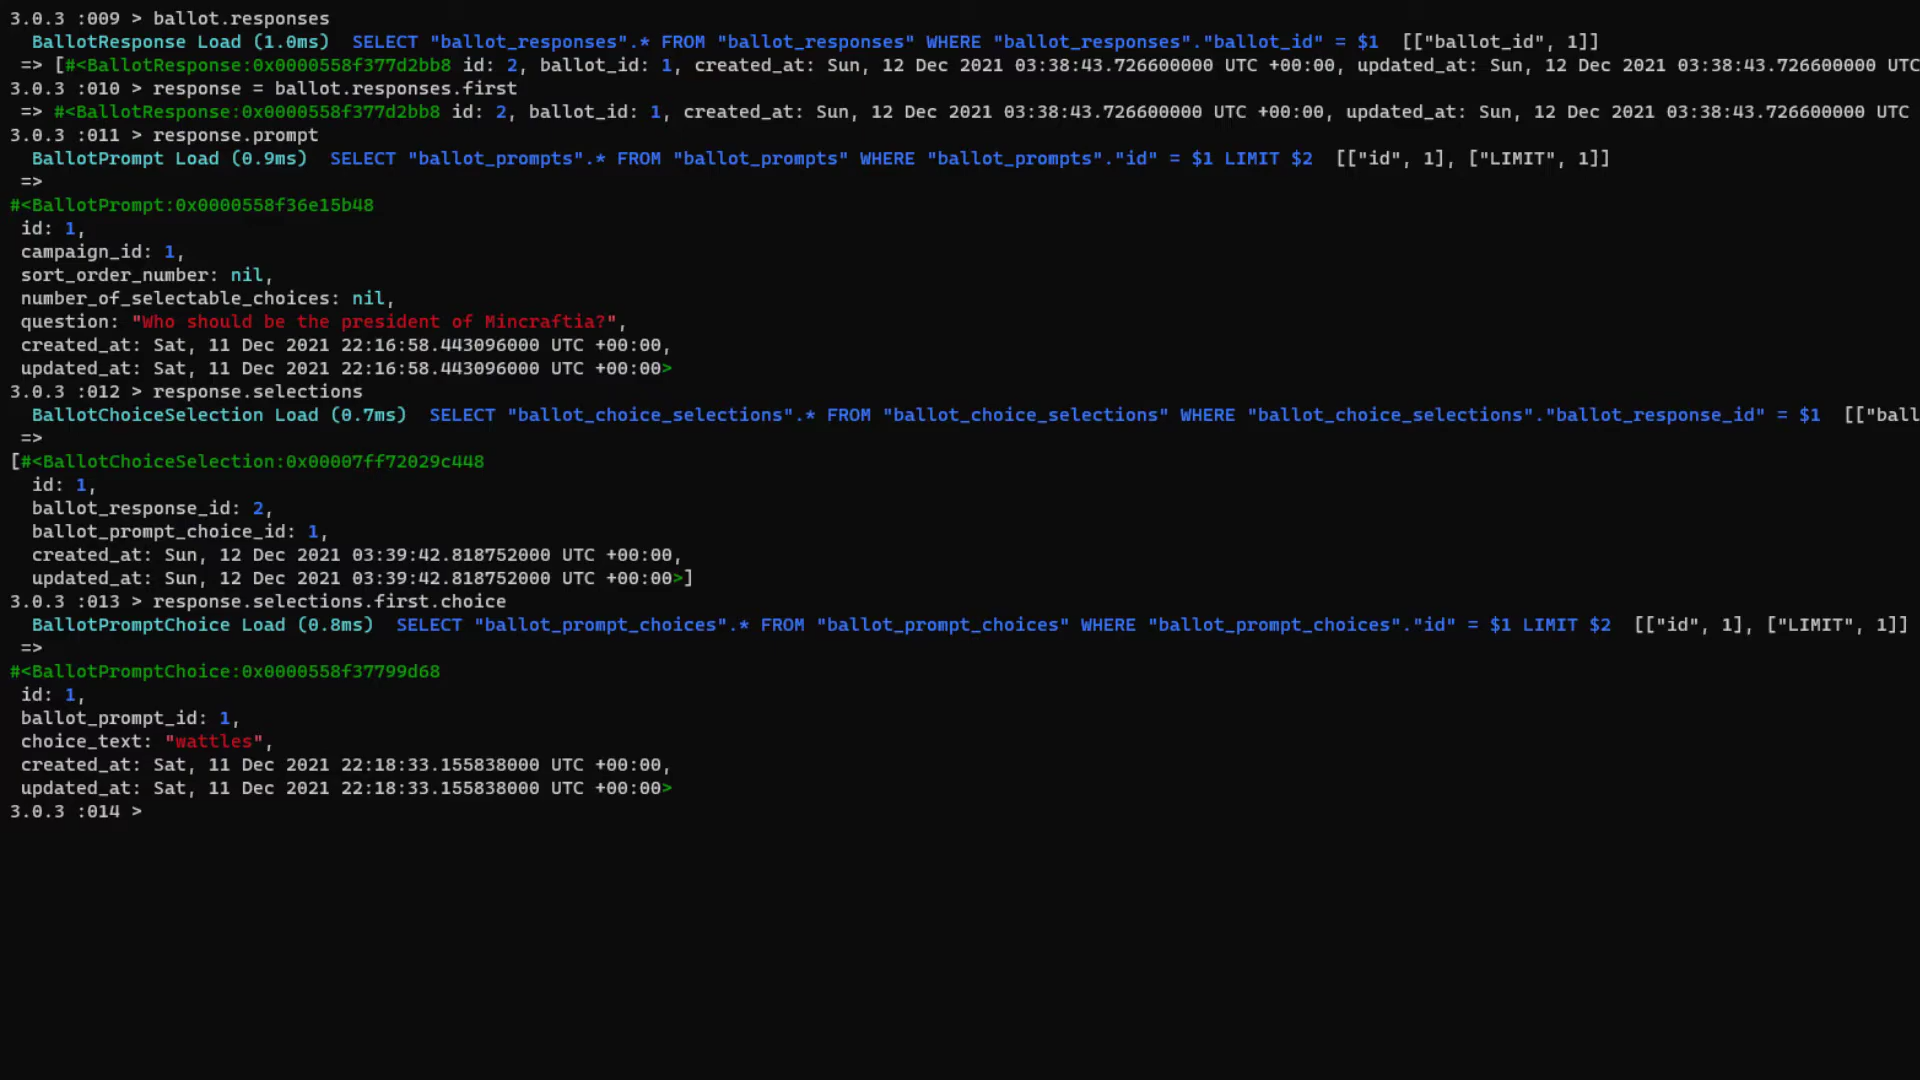 3.0.3 :009 > ballot.responses
  BallotResponse Load (1.0ms)  SELECT "ballot_responses".* FROM "ballot_responses" WHERE "ballot_responses"."ballot_id" = $1  [["ballot_id", 1]]
 => [#<BallotResponse:0x0000558f377d2bb8 id: 2, ballot_id: 1, created_at: Sun, 12 Dec 2021 03:38:43.726600000 UTC +00:00, updated_at: Sun, 12 Dec 2021 03:38:43.726600000 UTC
3.0.3 :010 > response = ballot.responses.first
 => #<BallotResponse:0x0000558f377d2bb8 id: 2, ballot_id: 1, created_at: Sun, 12 Dec 2021 03:38:43.726600000 UTC +00:00, updated_at: Sun, 12 Dec 2021 03:38:43.726600000 UTC
3.0.3 :011 > response.prompt
  BallotPrompt Load (0.9ms)  SELECT "ballot_prompts".* FROM "ballot_prompts" WHERE "ballot_prompts"."id" = $1 LIMIT $2  [["id", 1], ["LIMIT", 1]]
 =>
#<BallotPrompt:0x0000558f36e15b48
 id: 1,
 campaign_id: 1,
 sort_order_number: nil,
 number_of_selectable_choices: nil,
 question: "Who should be the president of Mincraftia?",
 created_at: Sat, 11 Dec 2021 22:16:58.443096000 UTC +00:00,
 updated_at: Sat, 11 Dec 2021 22:16:58.443096000 UTC +00:00>
3.0.3 :012 > response.selections
  BallotChoiceSelection Load (0.7ms)  SELECT "ballot_choice_selections".* FROM "ballot_choice_selections" WHERE "ballot_choice_selections"."ballot_response_id" = $1  [["ball
 =>
[#<BallotChoiceSelection:0x00007ff72029c448
  id: 1,
  ballot_response_id: 2,
  ballot_prompt_choice_id: 1,
  created_at: Sun, 12 Dec 2021 03:39:42.818752000 UTC +00:00,
  updated_at: Sun, 12 Dec 2021 03:39:42.818752000 UTC +00:00>]
3.0.3 :013 > response.selections.first.choice
  BallotPromptChoice Load (0.8ms)  SELECT "ballot_prompt_choices".* FROM "ballot_prompt_choices" WHERE "ballot_prompt_choices"."id" = $1 LIMIT $2  [["id", 1], ["LIMIT", 1]]
 =>
#<BallotPromptChoice:0x0000558f37799d68
 id: 1,
 ballot_prompt_id: 1,
 choice_text: "wattles",
 created_at: Sat, 11 Dec 2021 22:18:33.155838000 UTC +00:00,
 updated_at: Sat, 11 Dec 2021 22:18:33.155838000 UTC +00:00>
3.0.3 :014 >